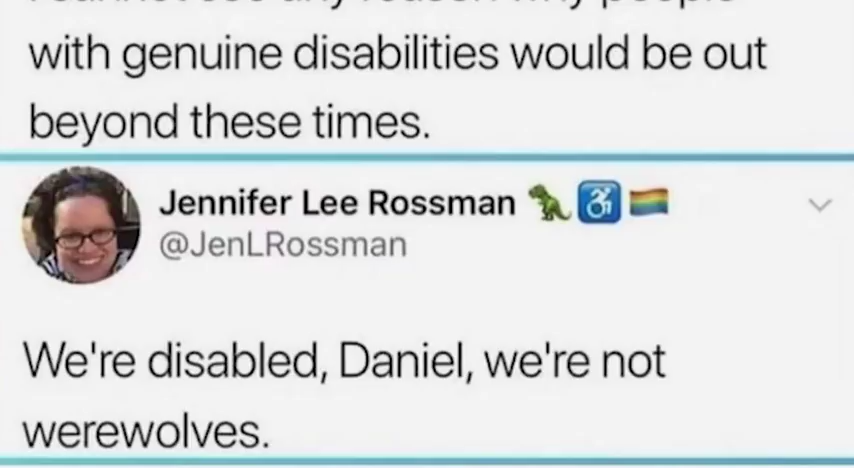 with genuine disabilities would be out
beyond these times.
Jennifer Lee Rossman 🦖♿🏳️‍🌈
@JenLRossman
We're disabled, Daniel, we're not
werewolves.